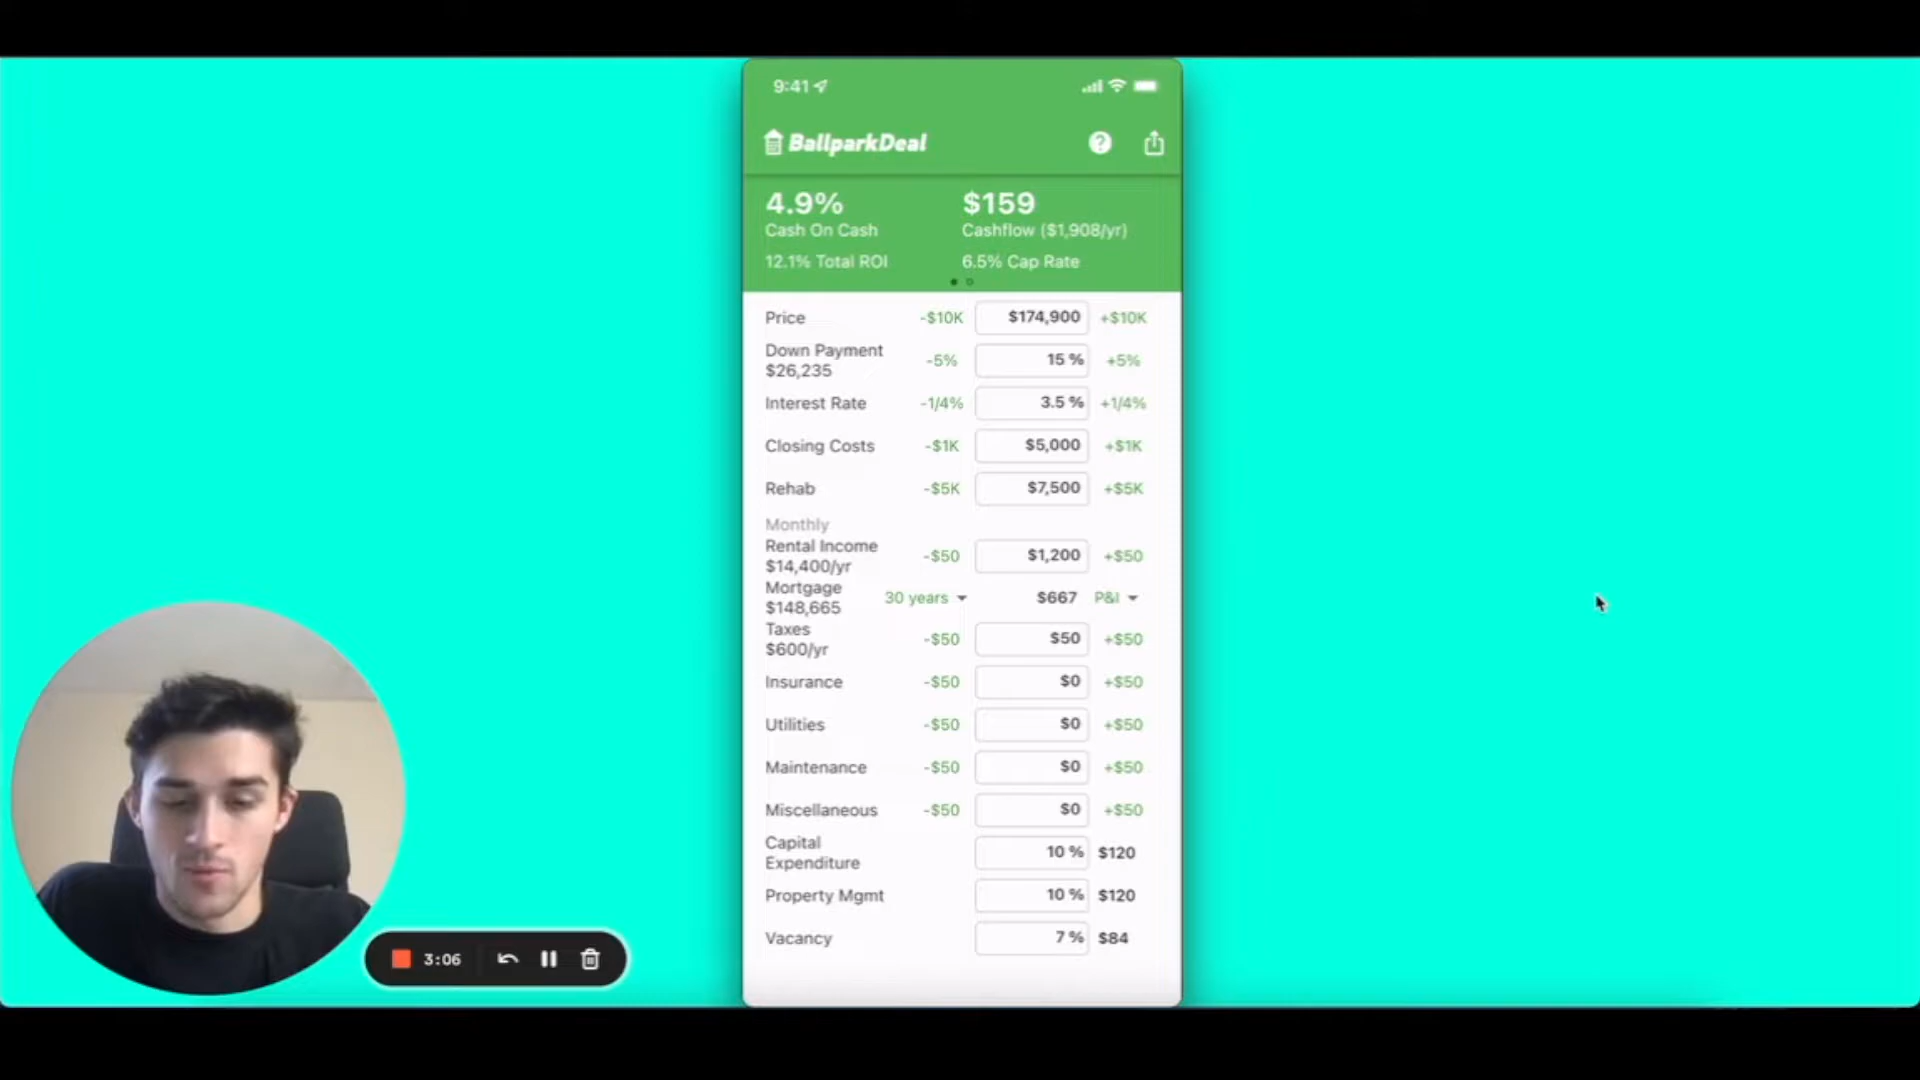 9:41
BallparkDeal
?
4.9% $159
Cash On Cash Cashflow ($1,908/yr)
12.1% Total ROI 6.5% Cap Rate
Price -$10K $174,900 +$10K
Down Payment
$26,235 -5% 15 % +5%
Interest Rate -1/4% 3.5 % +1/4%
Closing Costs -$1K $5,000 +$1K
Rehab -$5K $7,500 +$5K
Monthly
Rental Income
$14,400/yr -$50 $1,200 +$50
Mortgage
$148,665 30 years $667 P&I
Taxes
$600/yr -$50 $50 +$50
Insurance -$50 $0 +$50
Utilities -$50 $0 +$50
Maintenance -$50 $0 +$50
Miscellaneous -$50 $0 +$50
Capital
Expenditure 10 % $120
Property Mgmt 10 % $120
Vacancy 7 % $84
3:06